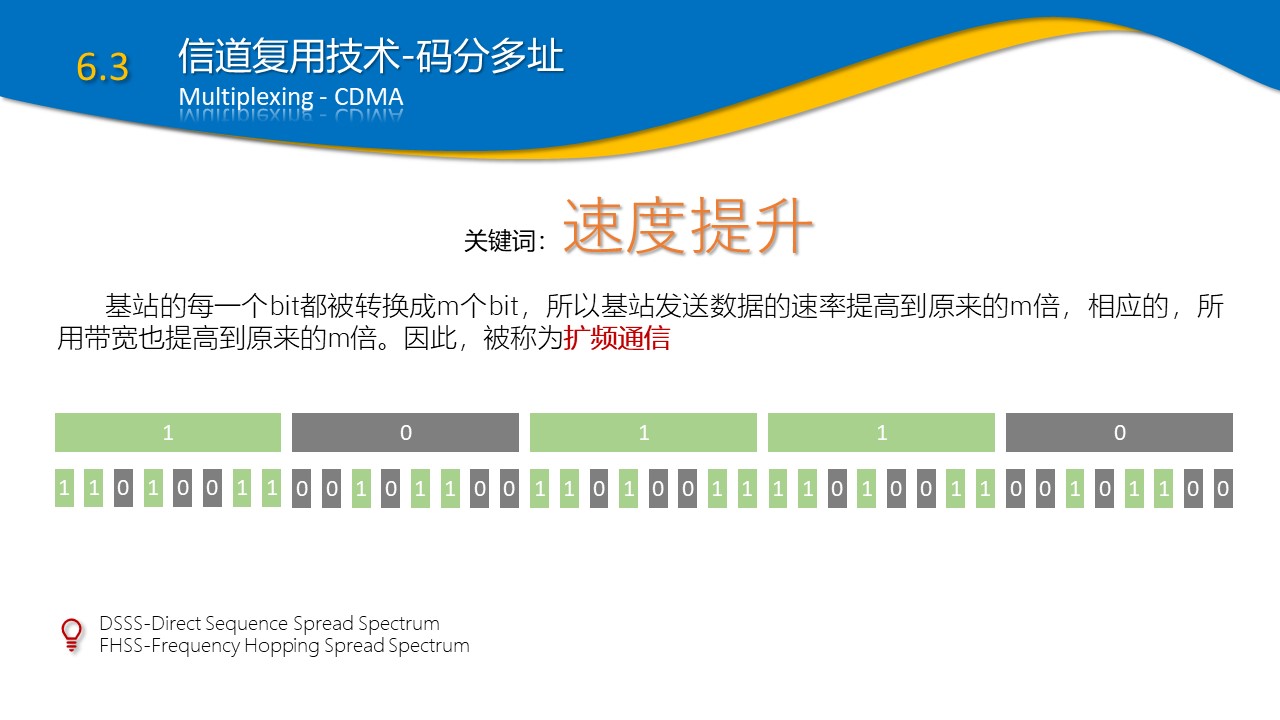 6.3
信道复用技术-码分多址
Multiplexing - CDMA
关键词：速度提升
基站的每一个bit都被转换成m个bit，所以基站发送数据的速率提高到原来的m倍，相应的，所
用带宽也提高到原来的m倍。因此，被称为扩频通信
1 0 1 1 0
1 1 0 1 0 0 1 1 0 0 1 0 1 1 0 0 1 1 0 1 0 0 1 1 1 1 0 1 0 0 1 1 0 0 1 0 1 1 0 0
DSSS-Direct Sequence Spread Spectrum
FHSS-Frequency Hopping Spread Spectrum